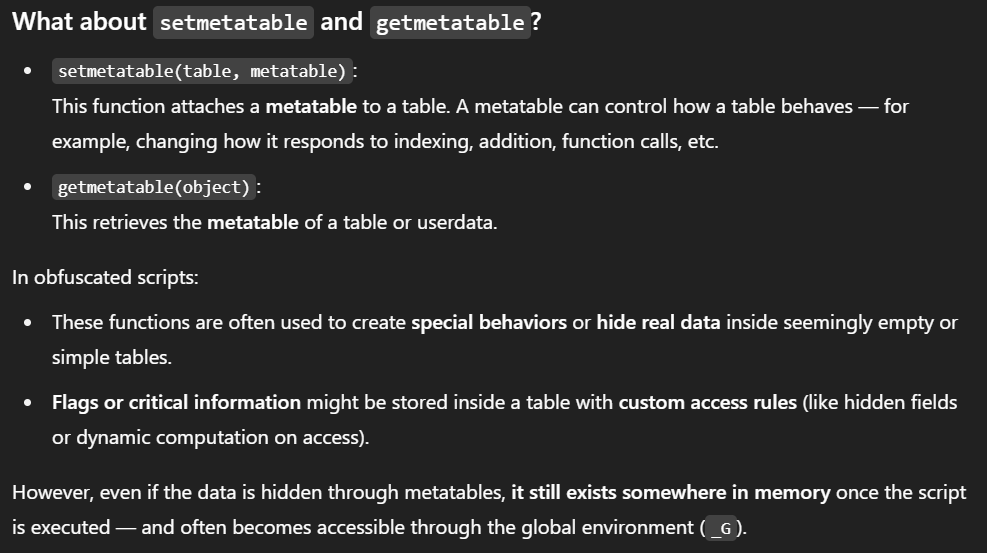 What about setmetatable and getmetatable?
• setmetatable(table, metatable):
This function attaches a metatable to a table. A metatable can control how a table behaves — for
example, changing how it responds to indexing, addition, function calls, etc.
• getmetatable(object):
This retrieves the metatable of a table or userdata.
In obfuscated scripts:
• These functions are often used to create special behaviors or hide real data inside seemingly empty or
simple tables.
• Flags or critical information might be stored inside a table with custom access rules (like hidden fields
or dynamic computation on access).
However, even if the data is hidden through metatables, it still exists somewhere in memory once the script
is executed — and often becomes accessible through the global environment (_G).